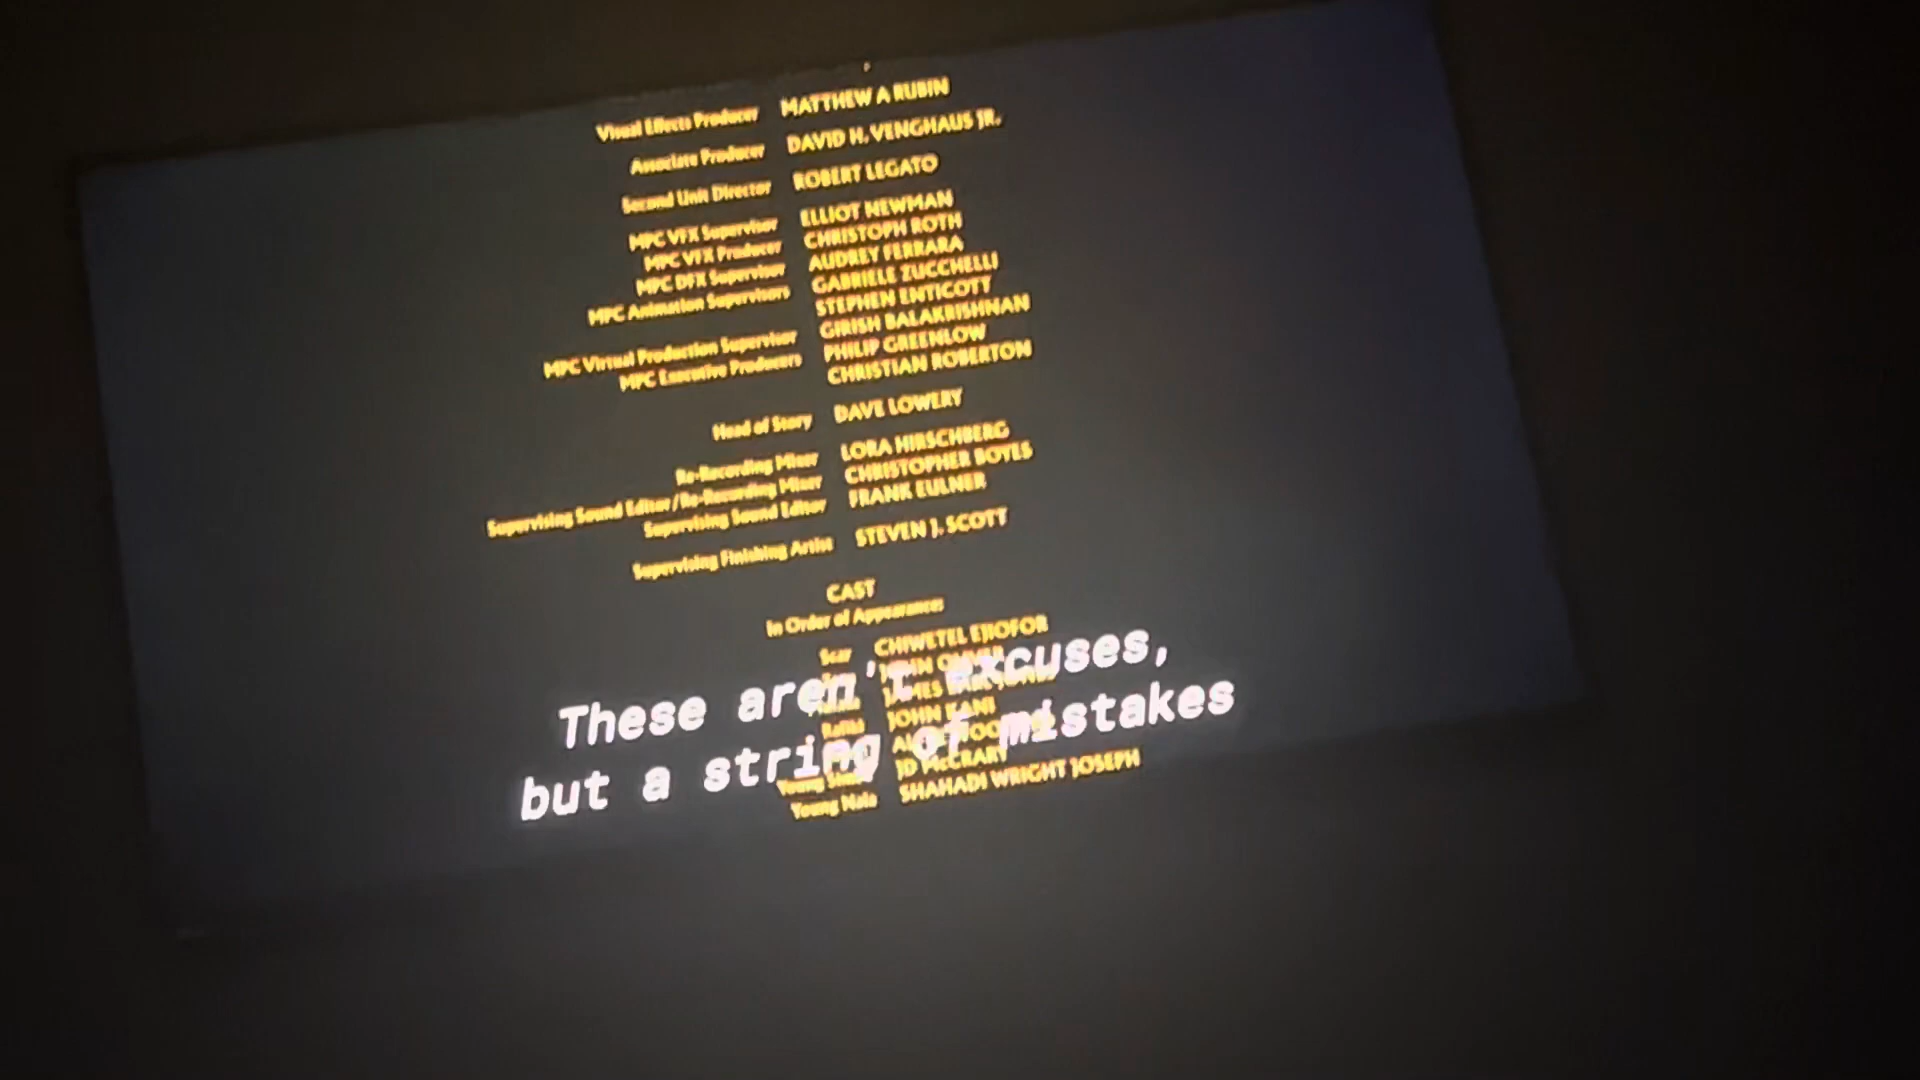 Visual Effects Producer MATTHEW A RUBIN
Associate Producer DAVID H. VENGHAUS JR.
Second Unit Director ROBERT LEGATO
MPC VFX Supervisor ELLIOT NEWMAN
MPC VFX Producer CHRISTOPH ROTH
MPC DFX Supervisor AUDREY FERRARA
MPC Animation Supervisors GABRIELE ZUCCHELLI
STEPHEN ENTICOTT
MPC Virtual Production Supervisor GIRISH BALAKRISHNAN
MPC Executive Producers PHILIP GREENLOW
CHRISTIAN ROBERTON
Head of Story DAVE LOWERY
Re-Recording Mixer LORA HIRSCHBERG
Supervising Sound Editor/Re-Recording Mixer CHRISTOPHER BOYES
Supervising Sound Editor FRANK EULNER
Supervising Finishing Artist STEVEN J. SCOTT
CAST
In Order of Appearance
Scar CHIWETEL EJIOFOR
JOHN
JAMES
Rafiki JOHN KANI
Young JD McCRARY
Young Nala SHAHADI WRIGHT JOSEPH
These aren't excuses,
but a string of mistakes